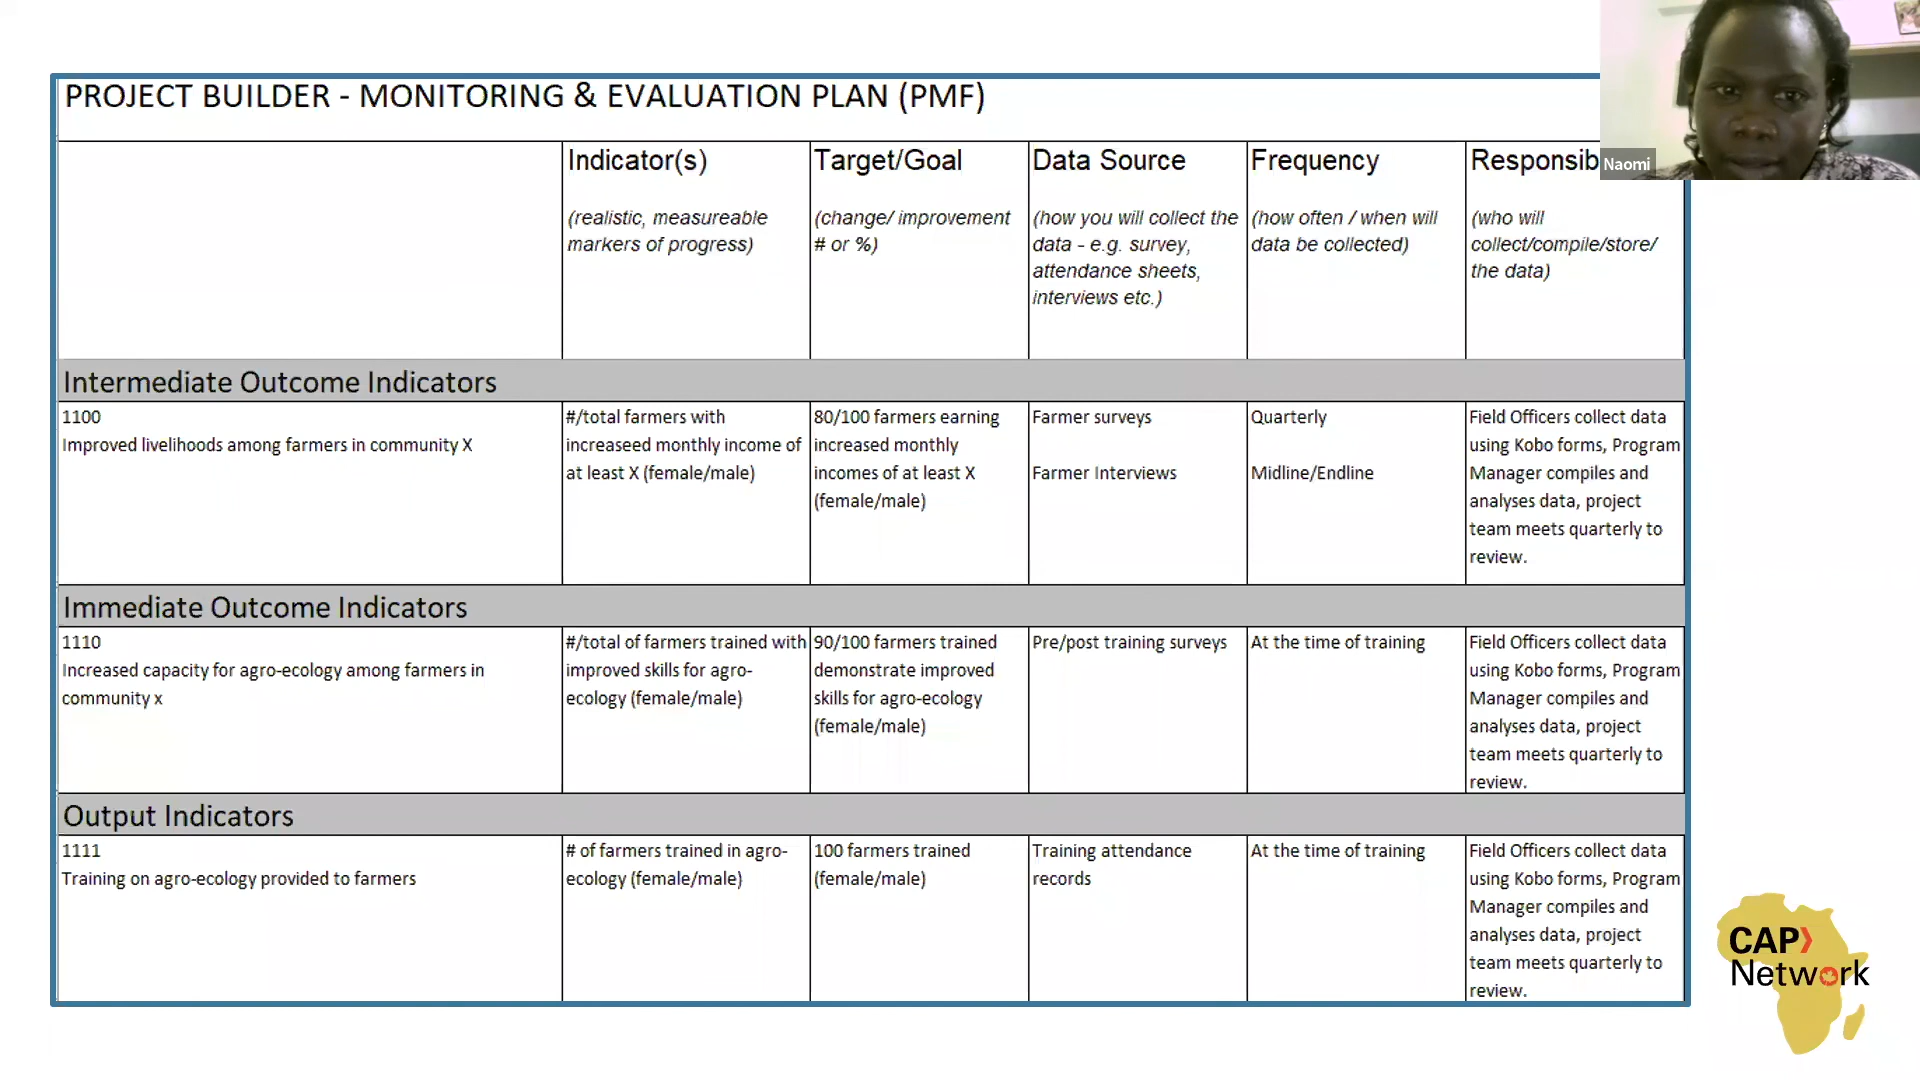 PROJECT BUILDER - MONITORING & EVALUATION PLAN (PMF)
Naomi
Indicator(s)
(realistic, measureable
markers of progress)
Target/Goal
(change/ improvement
# or %)
Data Source
(how you will collect the
data - e.g. survey,
attendance sheets,
interviews etc.)
Frequency
(how often / when will
data be collected)
Responsib
(who will
collect/compile/store/
the data)
Intermediate Outcome Indicators
1100
Improved livelihoods among farmers in community X
#/total farmers with
increaseed monthly income of
at least X (female/male)
80/100 farmers earning
increased monthly
incomes of at least X
(female/male)
Farmer surveys
Farmer Interviews
Quarterly
Midline/Endline
Field Officers collect data
using Kobo forms, Program
Manager compiles and
analyses data, project
team meets quarterly to
review.
Immediate Outcome Indicators
1110
Increased capacity for agro-ecology among farmers in
community x
#/total of farmers trained with
improved skills for agro-
ecology (female/male)
90/100 farmers trained
demonstrate improved
skills for agro-ecology
(female/male)
Pre/post training surveys
At the time of training
Field Officers collect data
using Kobo forms, Program
Manager compiles and
analyses data, project
team meets quarterly to
review.
Output Indicators
1111
Training on agro-ecology provided to farmers
# of farmers trained in agro-
ecology (female/male)
100 farmers trained
(female/male)
Training attendance
records
At the time of training
Field Officers collect data
using Kobo forms, Program
Manager compiles and
analyses data, project
team meets quarterly to
review.
CAP
Network